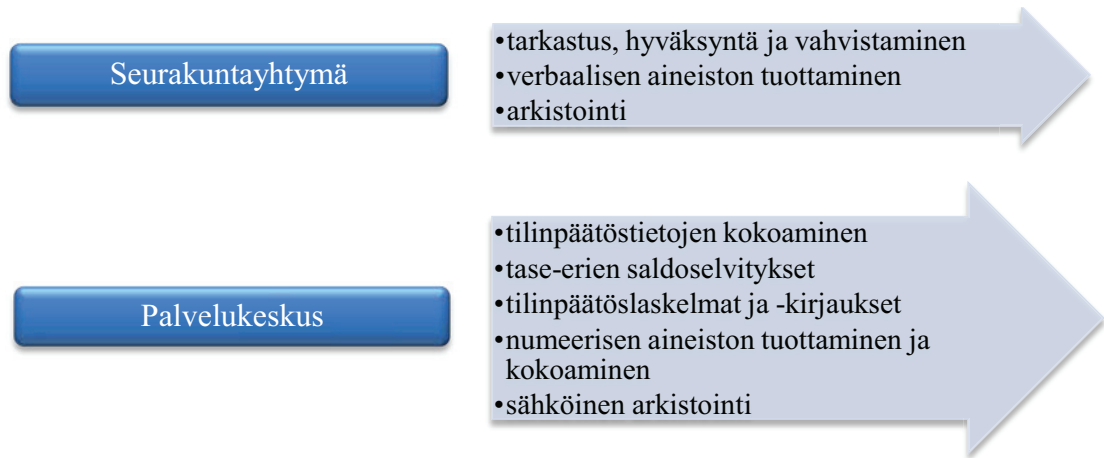 Seurakuntayhtymä
•tarkastus, hyväksyntä ja vahvistaminen
•verbaalisen aineiston tuottaminen
•arkistointi
Palvelukeskus
•tilinpäätöstietojen kokoaminen
•tase-erien saldoselvitykset
•tilinpäätöslaskelmat ja -kirjaukset
•numeerisen aineiston tuottaminen ja
kokoaminen
•sähköinen arkistointi